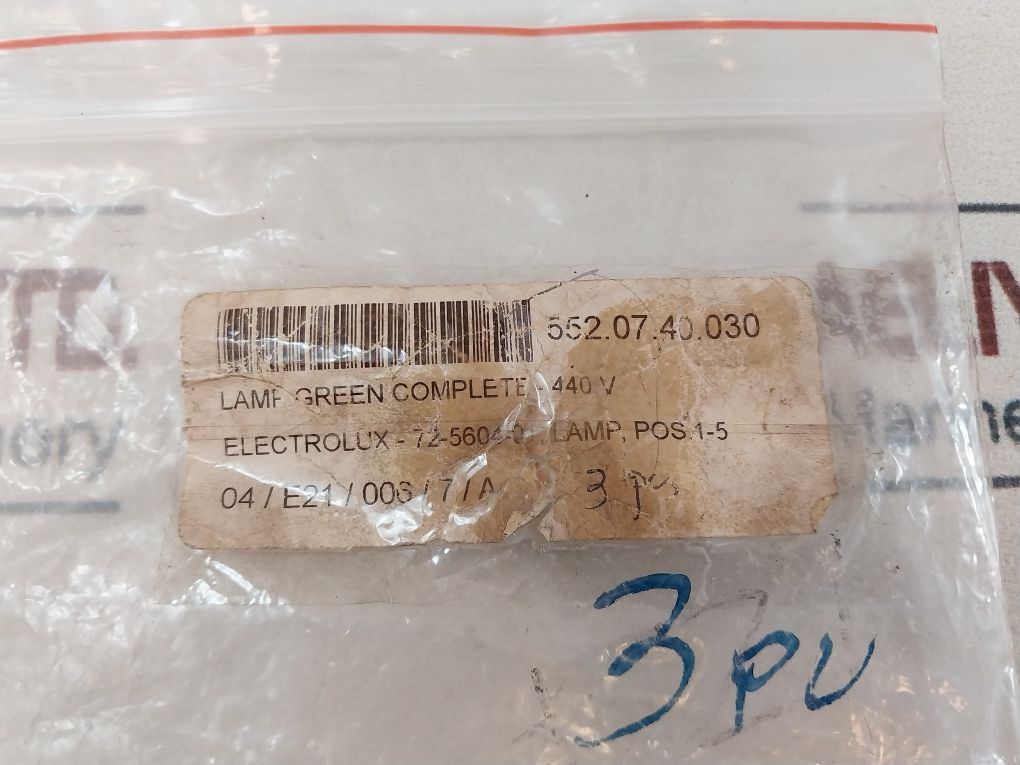 552.07.40.030
LAMP GREEN COMPLETE - 440 V
ELECTROLUX - 72-5604-0 LAMP, POS.1-5
04 / E21 / 006 / 7 / A 3
3 PU